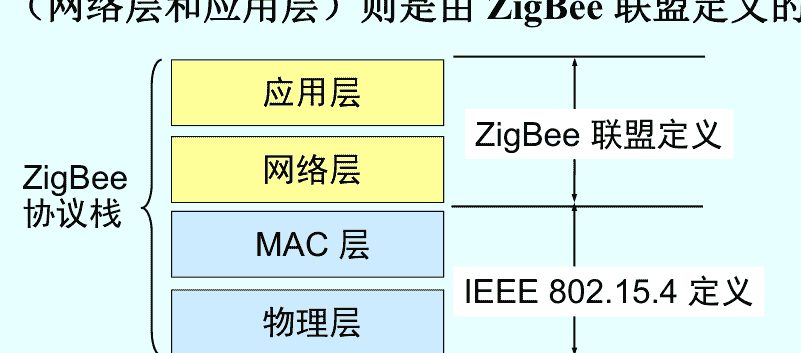 （网络层和应用层）则是由 ZigBee 联盟定义的
应用层
ZigBee 联盟定义
网络层
ZigBee
协议栈
MAC 层
IEEE 802.15.4 定义
物理层